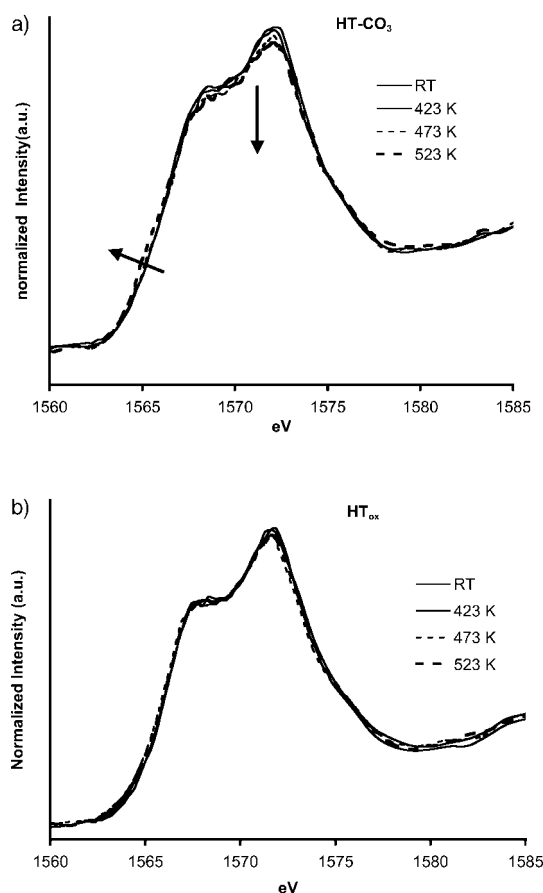 a)
HT-CO₃
normalized Intensity(a.u.)
RT
423 K
473 K
523 K
1560 1565 1570 1575 1580 1585
eV
b)
HTₒₓ
Normalized Intensity (a.u.)
RT
423 K
473 K
523 K
1560 1565 1570 1575 1580 1585
eV